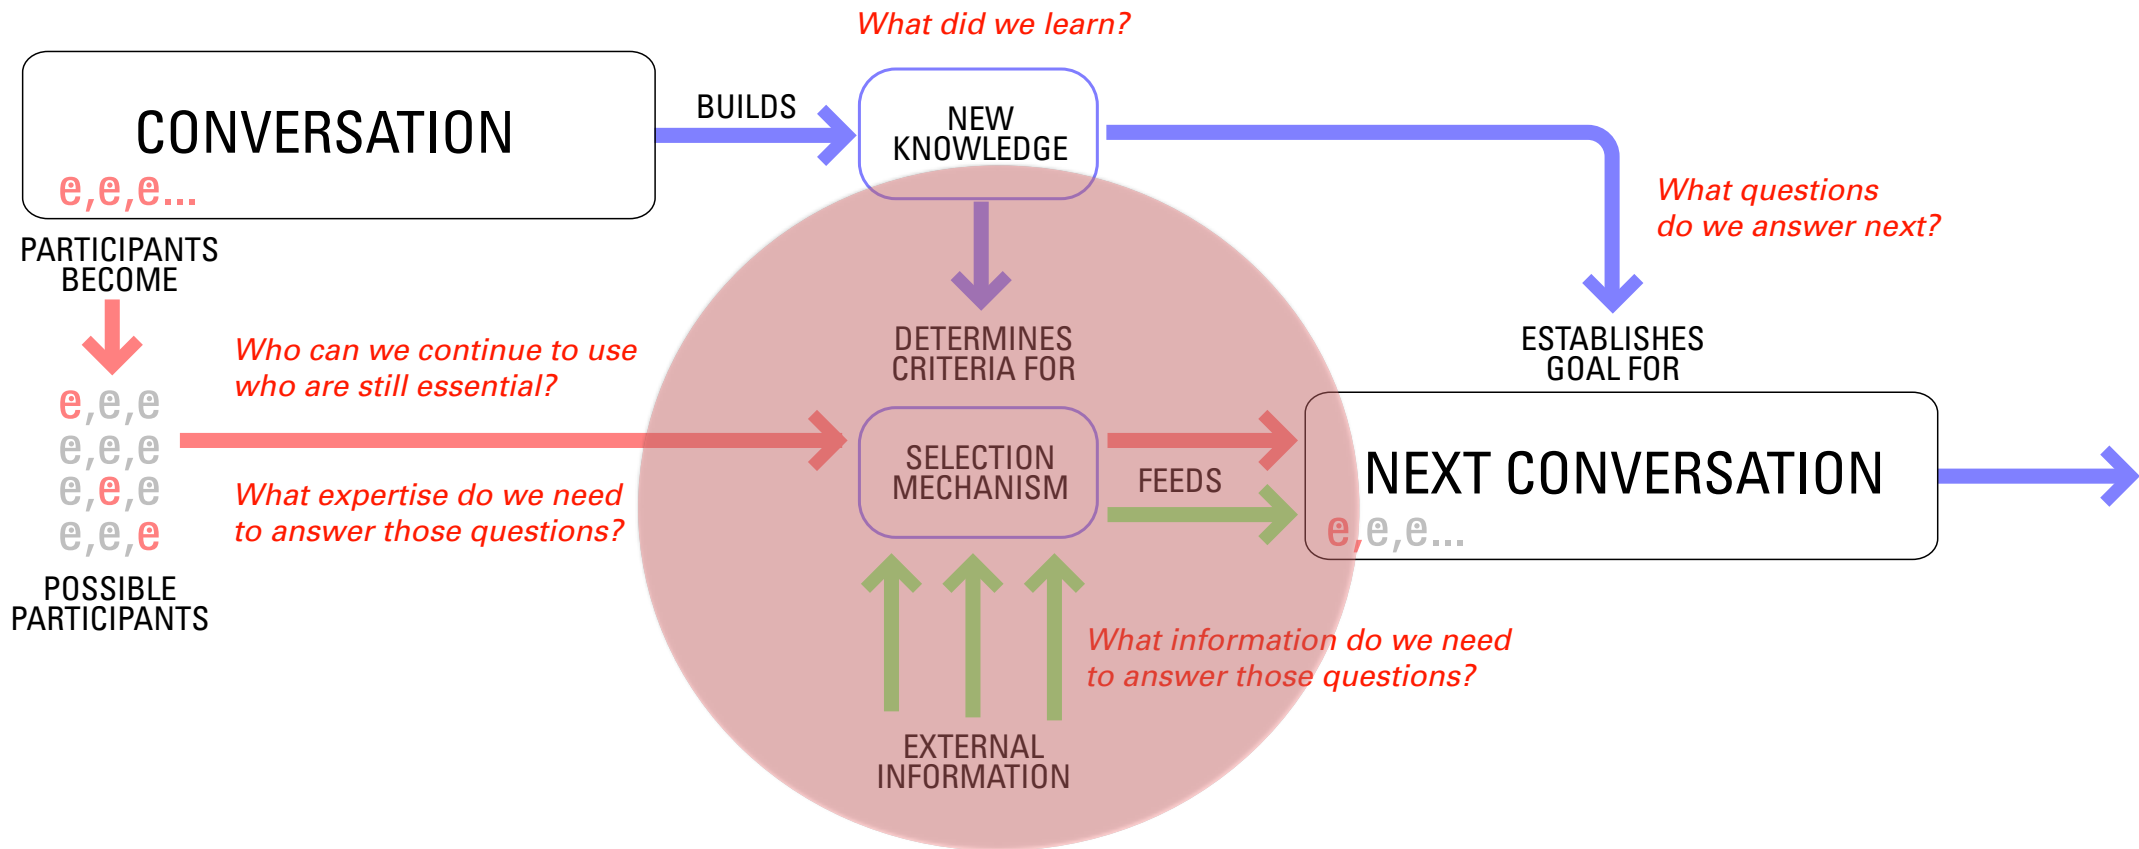 What did we learn?
CONVERSATION
e,e,e...
BUILDS
NEW
KNOWLEDGE
What questions
do we answer next?
PARTICIPANTS
BECOME
Who can we continue to use
who are still essential?
DETERMINES
CRITERIA FOR
ESTABLISHES
GOAL FOR
e,e,e
e,e,e
e,e,e
e,e,e
What expertise do we need
to answer those questions?
SELECTION
MECHANISM
FEEDS
NEXT CONVERSATION
e,e,e...
POSSIBLE
PARTICIPANTS
What information do we need
to answer those questions?
EXTERNAL
INFORMATION